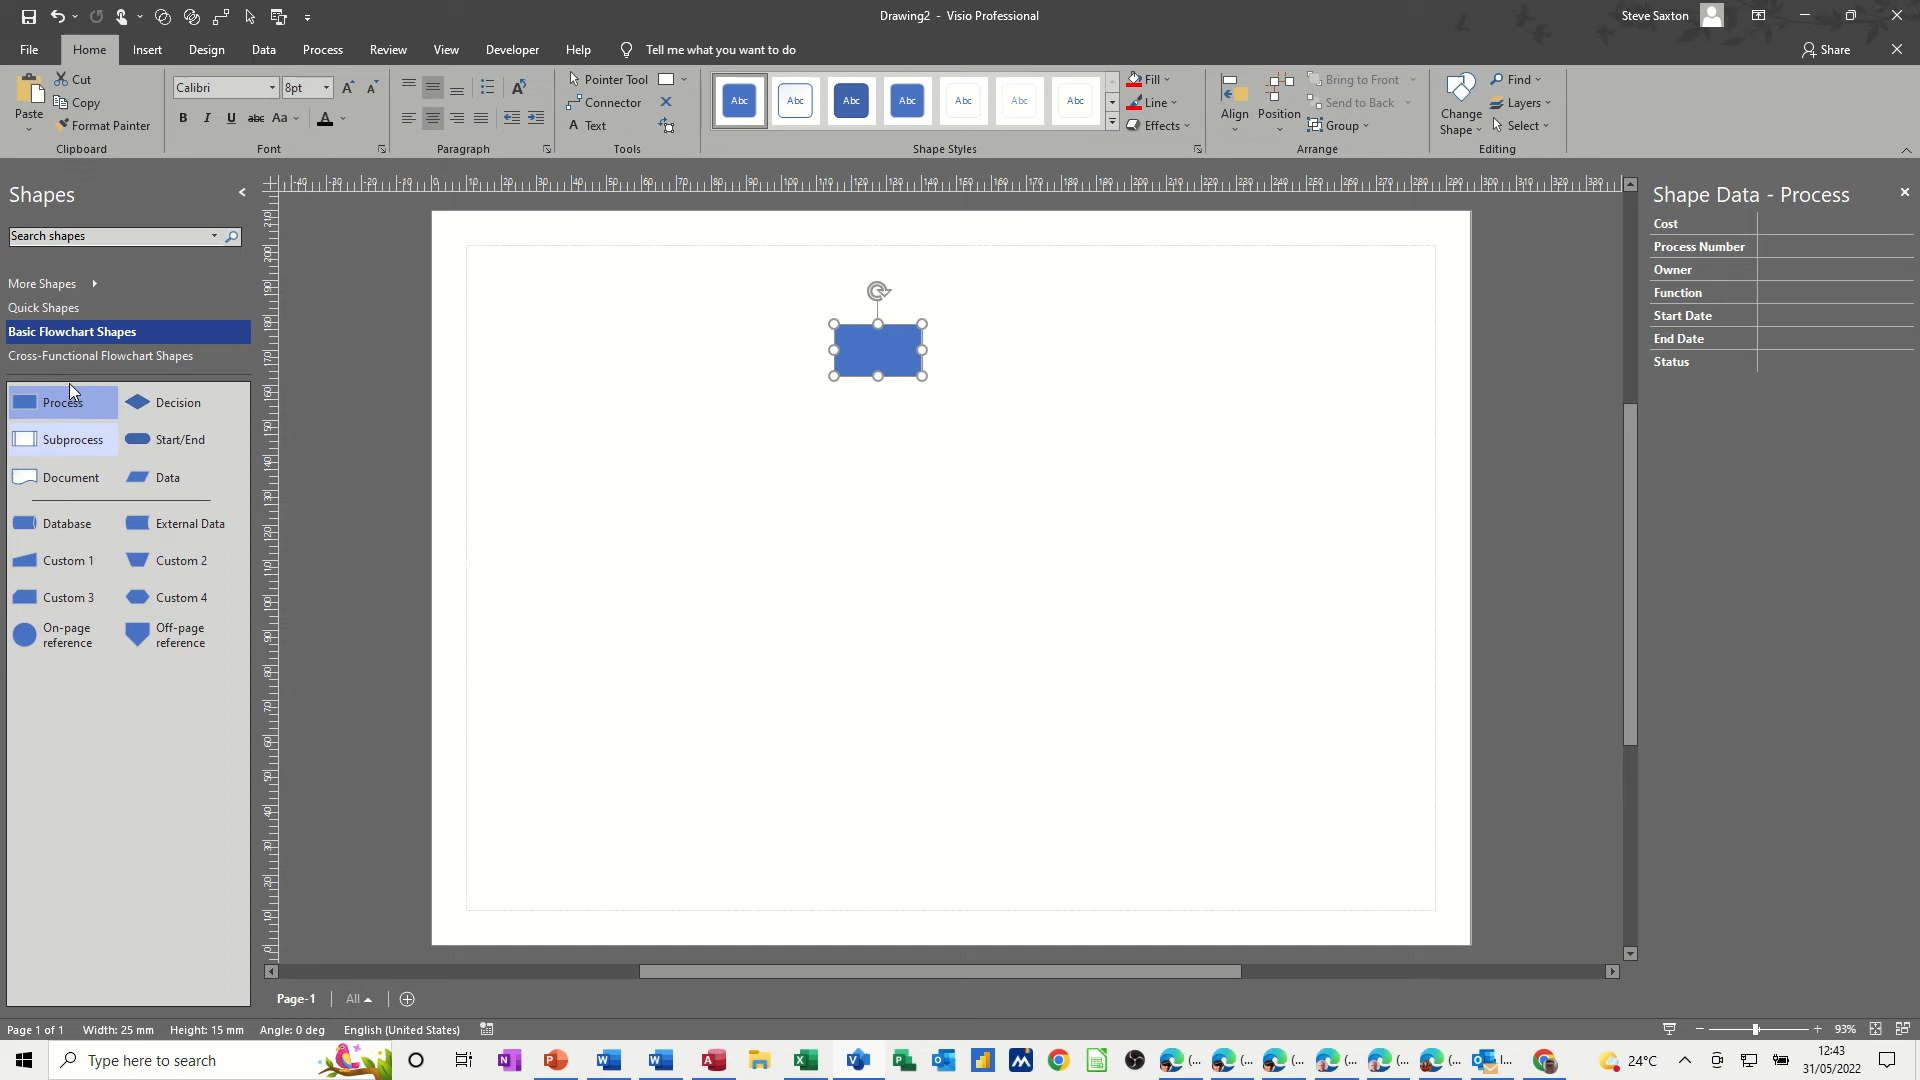 Drawing2 - Visio Professional
Steve Saxton
File Home Insert Design Data Process Review View Developer Help Tell me what you want to do
Share
Paste
Cut
Copy
Format Painter
Clipboard
Calibri 8pt
B I U abc Aa A
Font
Paragraph
Pointer Tool
Connector
A Text
Tools
Abc Abc Abc Abc Abc Abc Abc
Shape Styles
Fill
Line
Effects
Align
Position
Bring to Front
Send to Back
Group
Arrange
Change
Shape
Find
Layers
Select
Editing
Shapes
Search shapes
More Shapes
Quick Shapes
Basic Flowchart Shapes
Cross-Functional Flowchart Shapes
Process Decision
Subprocess Start/End
Document Data
Database External Data
Custom 1 Custom 2
Custom 3 Custom 4
On-page reference
Off-page reference
Shape Data - Process
Cost
Process Number
Owner
Function
Start Date
End Date
Status
Page-1 All
Page 1 of 1 Width: 25 mm Height: 15 mm Angle: 0 deg English (United States)
93%
Type here to search
24°C
12:43
31/05/2022